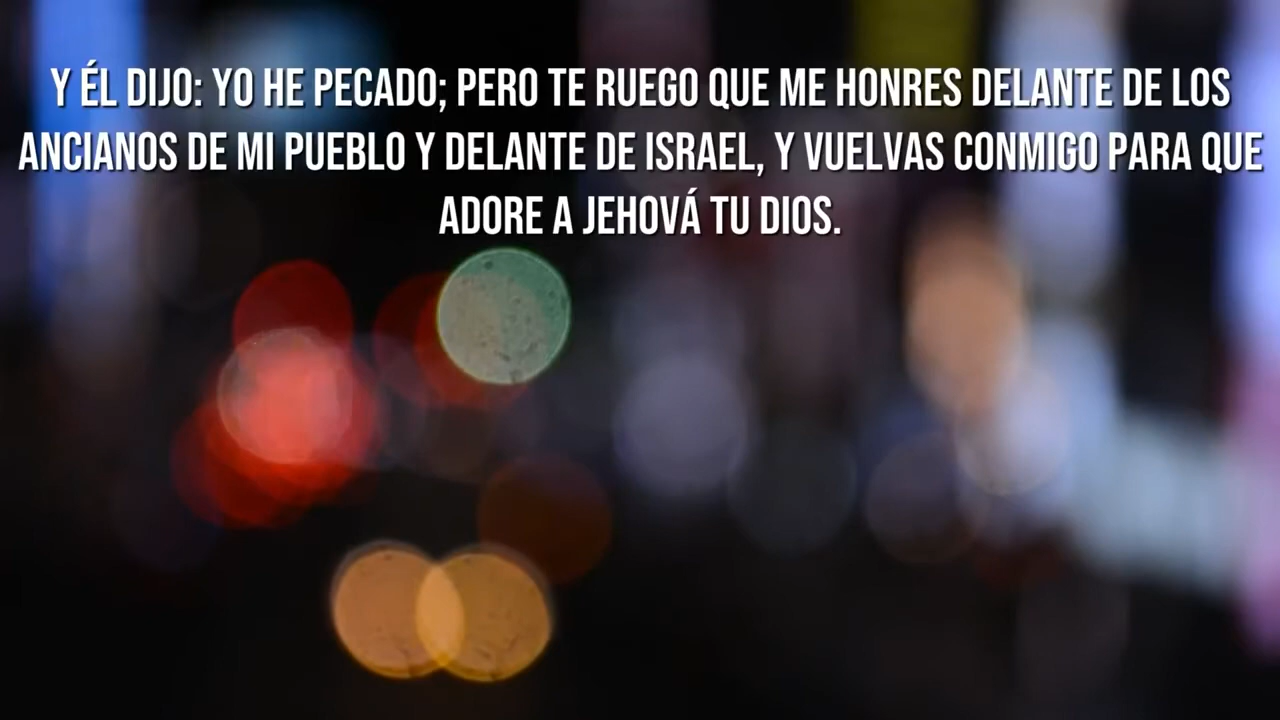 Y ÉL DIJO: YO HE PECADO; PERO TE RUEGO QUE ME HONRES DELANTE DE LOS
ANCIANOS DE MI PUEBLO Y DELANTE DE ISRAEL, Y VUELVAS CONMIGO PARA QUE
ADORE A JEHOVÁ TU DIOS.